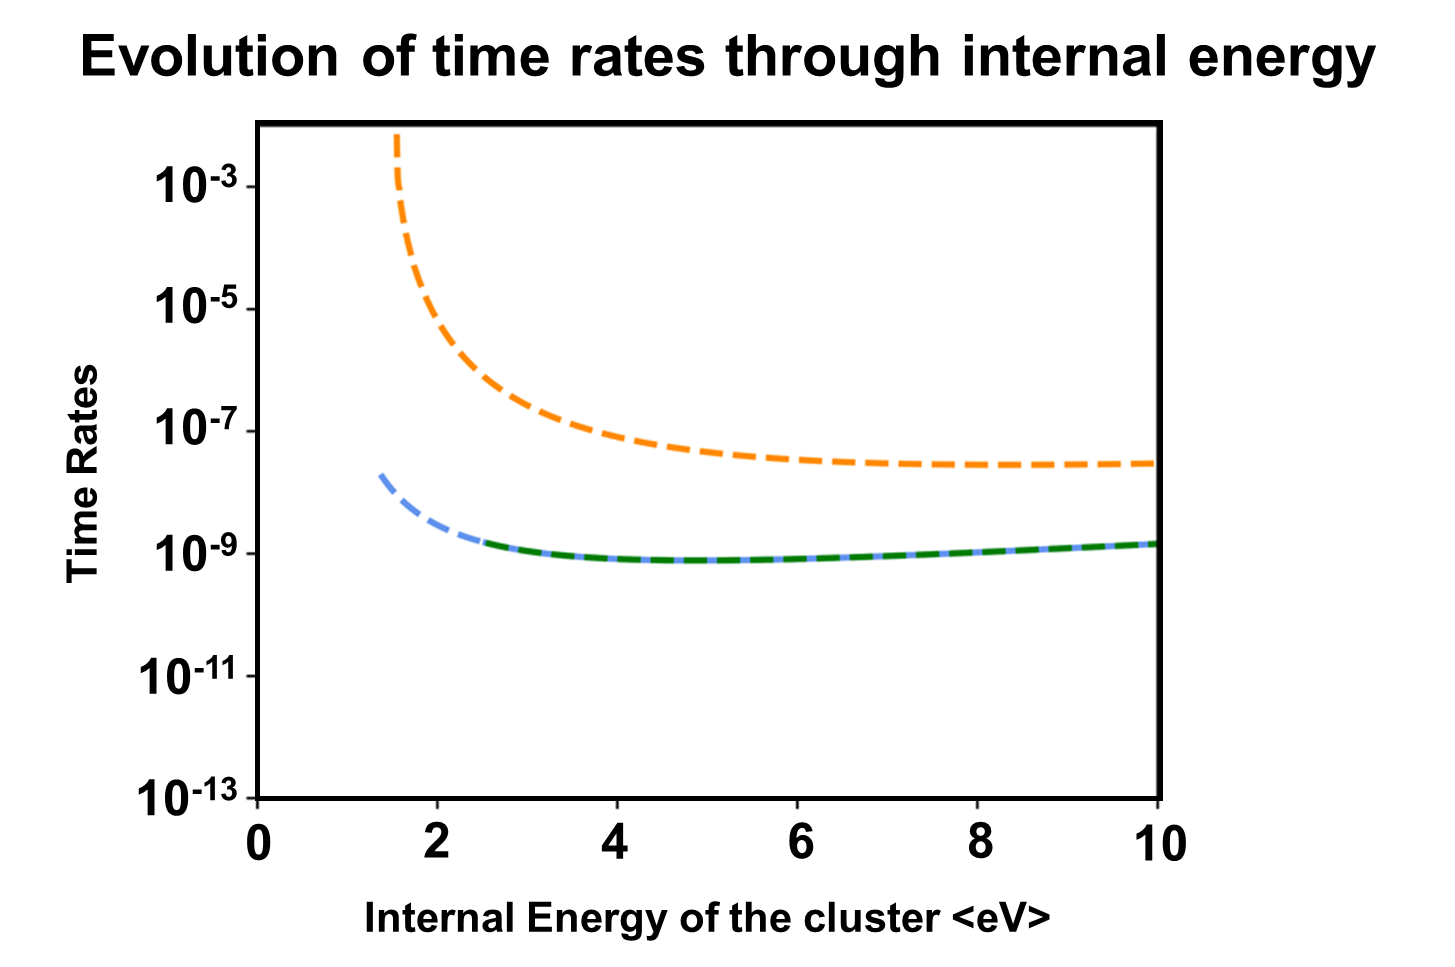 Evolution of time rates through internal energy
10-3
10-5
10-7
10-9
10-11
10-13
Time Rates
0 2 4 6 8 10
Internal Energy of the cluster <eV>